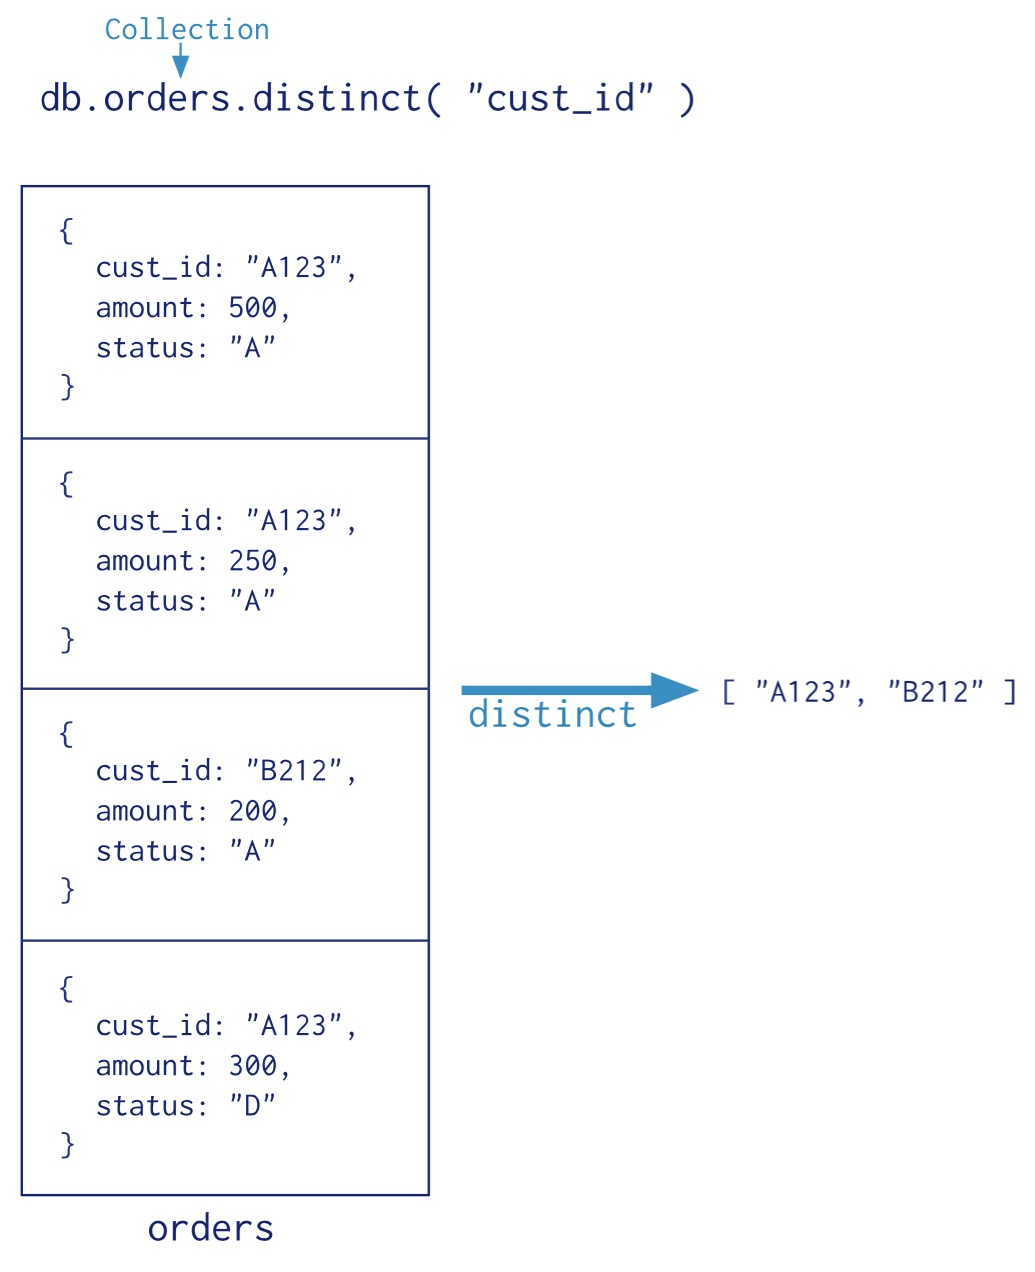 Collection
db.orders.distinct( "cust_id" )
{
cust_id: "A123",
amount: 500,
status: "A"
}
{
cust_id: "A123",
amount: 250,
status: "A"
}
{
cust_id: "B212",
amount: 200,
status: "A"
}
{
cust_id: "A123",
amount: 300,
status: "D"
}
orders
distinct
[ "A123", "B212" ]